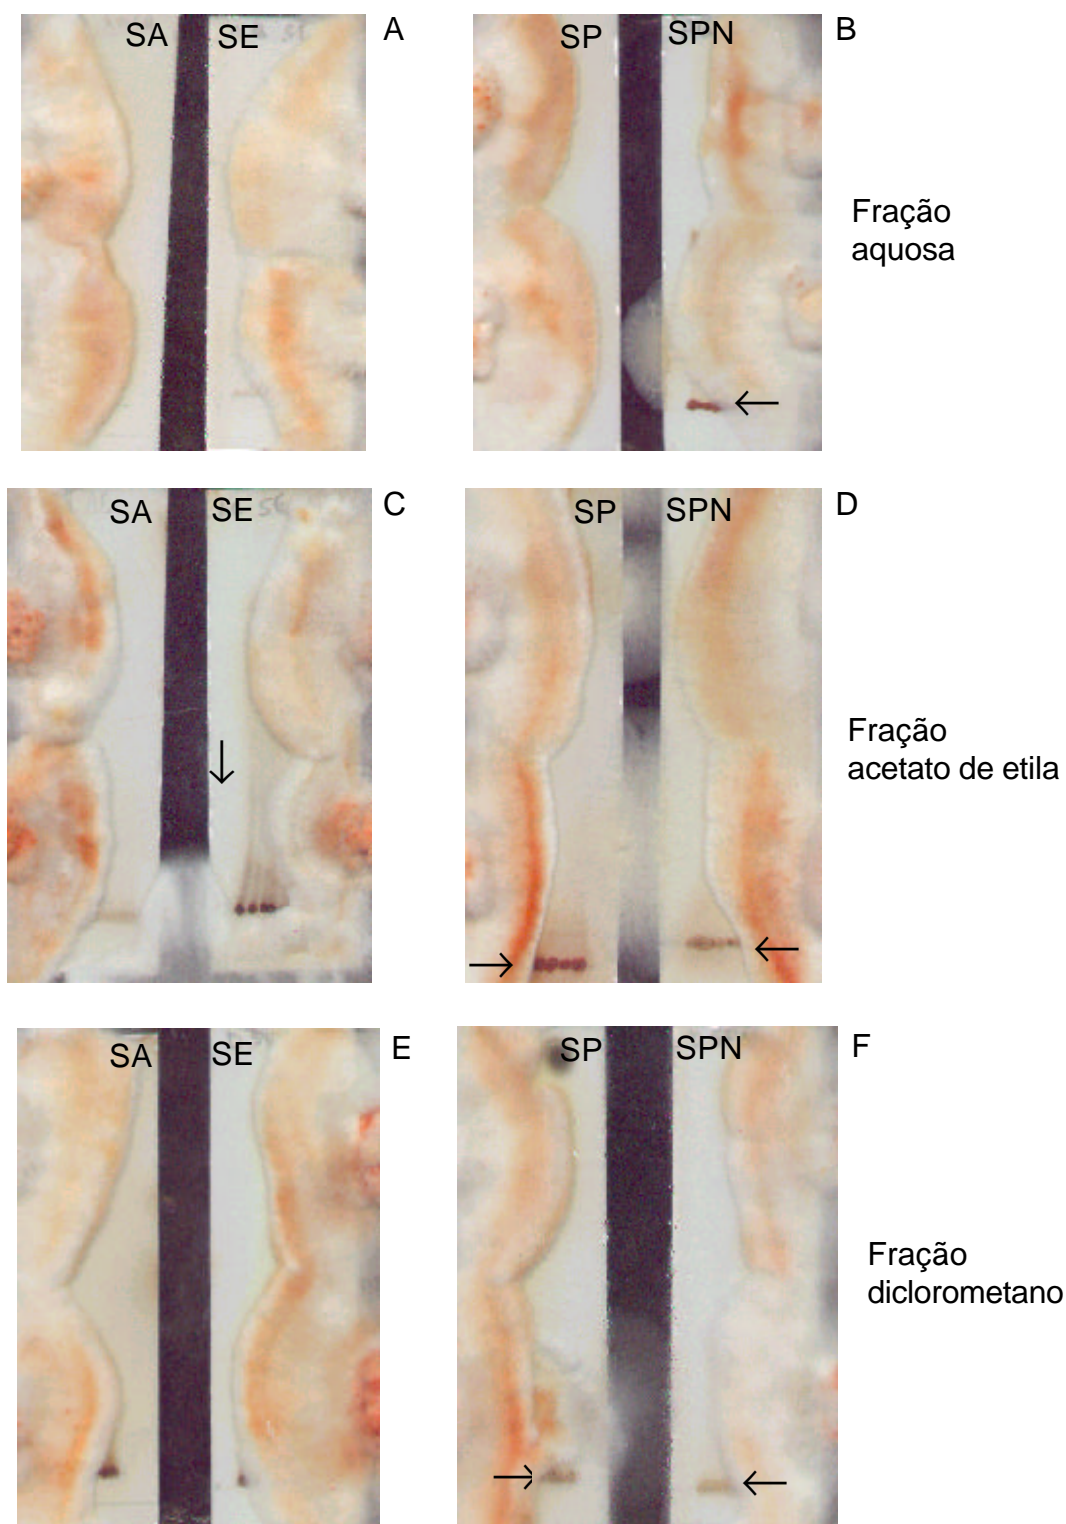 SA SE A
SP SPN B
Fração
aquosa
SA SE C
SP SPN D
Fração
acetato de etila
SA SE E
SP SPN F
Fração
diclorometano